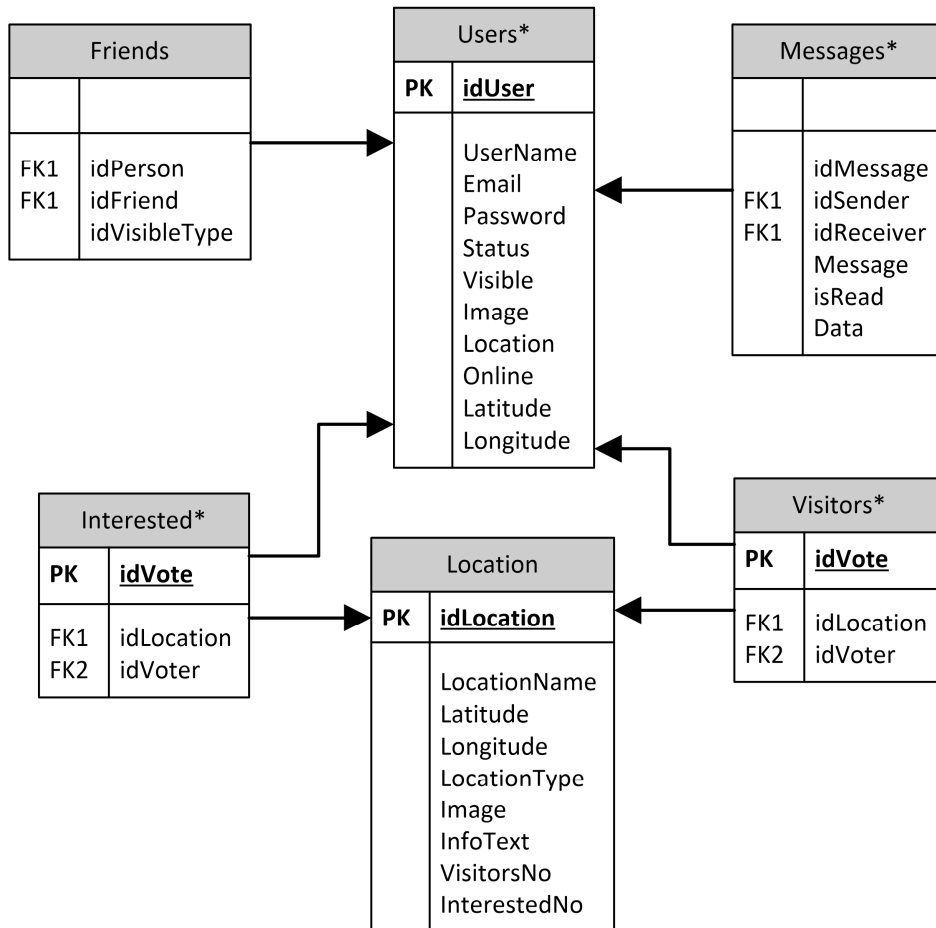 Friends
FK1 idPerson
FK1 idFriend
idVisibleType
Users*
PK idUser
UserName
Email
Password
Status
Visible
Image
Location
Online
Latitude
Longitude
Messages*
idMessage
FK1 idSender
FK1 idReceiver
Message
isRead
Data
Interested*
PK idVote
FK1 idLocation
FK2 idVoter
Location
PK idLocation
LocationName
Latitude
Longitude
LocationType
Image
InfoText
VisitorsNo
InterestedNo
Visitors*
PK idVote
FK1 idLocation
FK2 idVoter